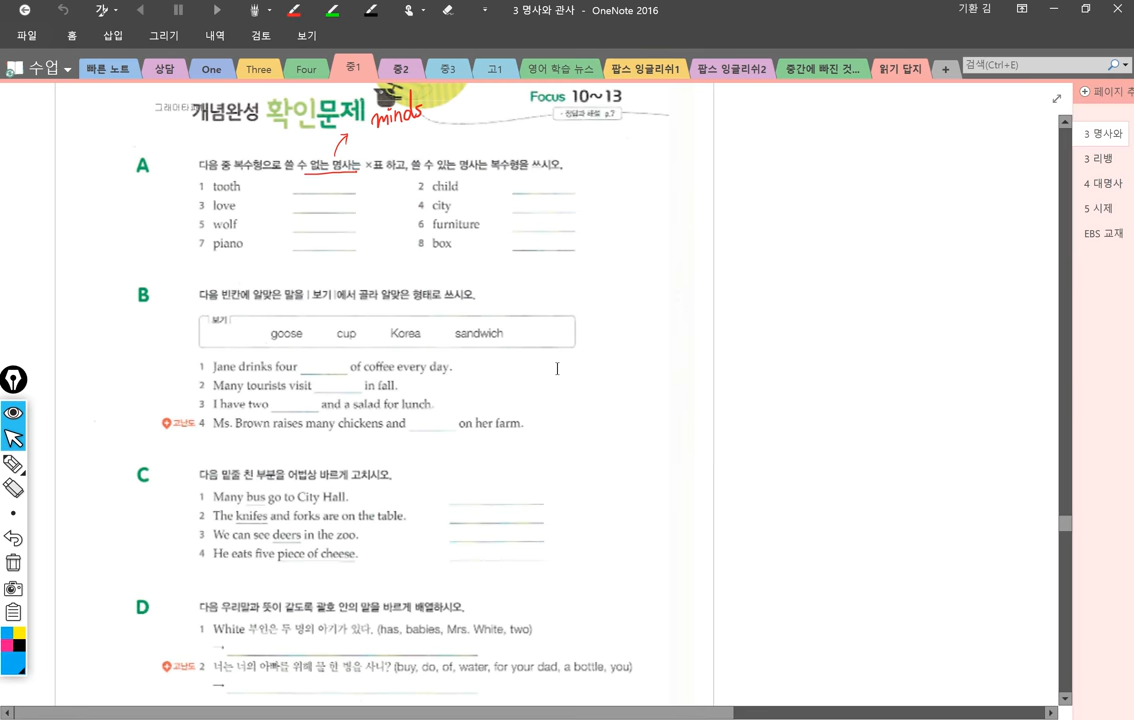 3 명사와 관사 - OneNote 2016
기환 김
파일 홈 삽입 그리기 내역 검토 보기
수업 빠른 노트 상담 One Three Four 중1 중2 중3 고1 영어 학습 뉴스 팝스 잉글리쉬1 팝스 잉글리쉬2 중간에 빠진 것... 읽기 답지 + 검색(Ctrl+E)
페이지 추
3 명사와
3 리뱅
4 대명사
5 시제
EBS 교재
개념완성 확인문제 minds
Focus 10~13
정답과 해설 p.7
A 다음 중 복수형으로 쓸 수 없는 명사는 ×표 하고, 쓸 수 있는 명사는 복수형을 쓰시오.
1 tooth 2 child
3 love 4 city
5 wolf 6 furniture
7 piano 8 box
B 다음 빈칸에 알맞은 말을 |보기|에서 골라 알맞은 형태로 쓰시오.
보기
goose cup Korea sandwich
1 Jane drinks four ______ of coffee every day.
2 Many tourists visit ______ in fall.
3 I have two ______ and a salad for lunch.
고난도 4 Ms. Brown raises many chickens and ______ on her farm.
C 다음 밑줄 친 부분을 어법상 바르게 고치시오.
1 Many bus go to City Hall.
2 The knifes and forks are on the table.
3 We can see deers in the zoo.
4 He eats five piece of cheese.
D 다음 우리말과 뜻이 같도록 괄호 안의 말을 바르게 배열하시오.
1 White 부인은 두 명의 아기가 있다. (has, babies, Mrs. White, two)
→
고난도 2 너는 너의 아빠를 위해 물 한 병을 사니? (buy, do, of, water, for your dad, a bottle, you)
→